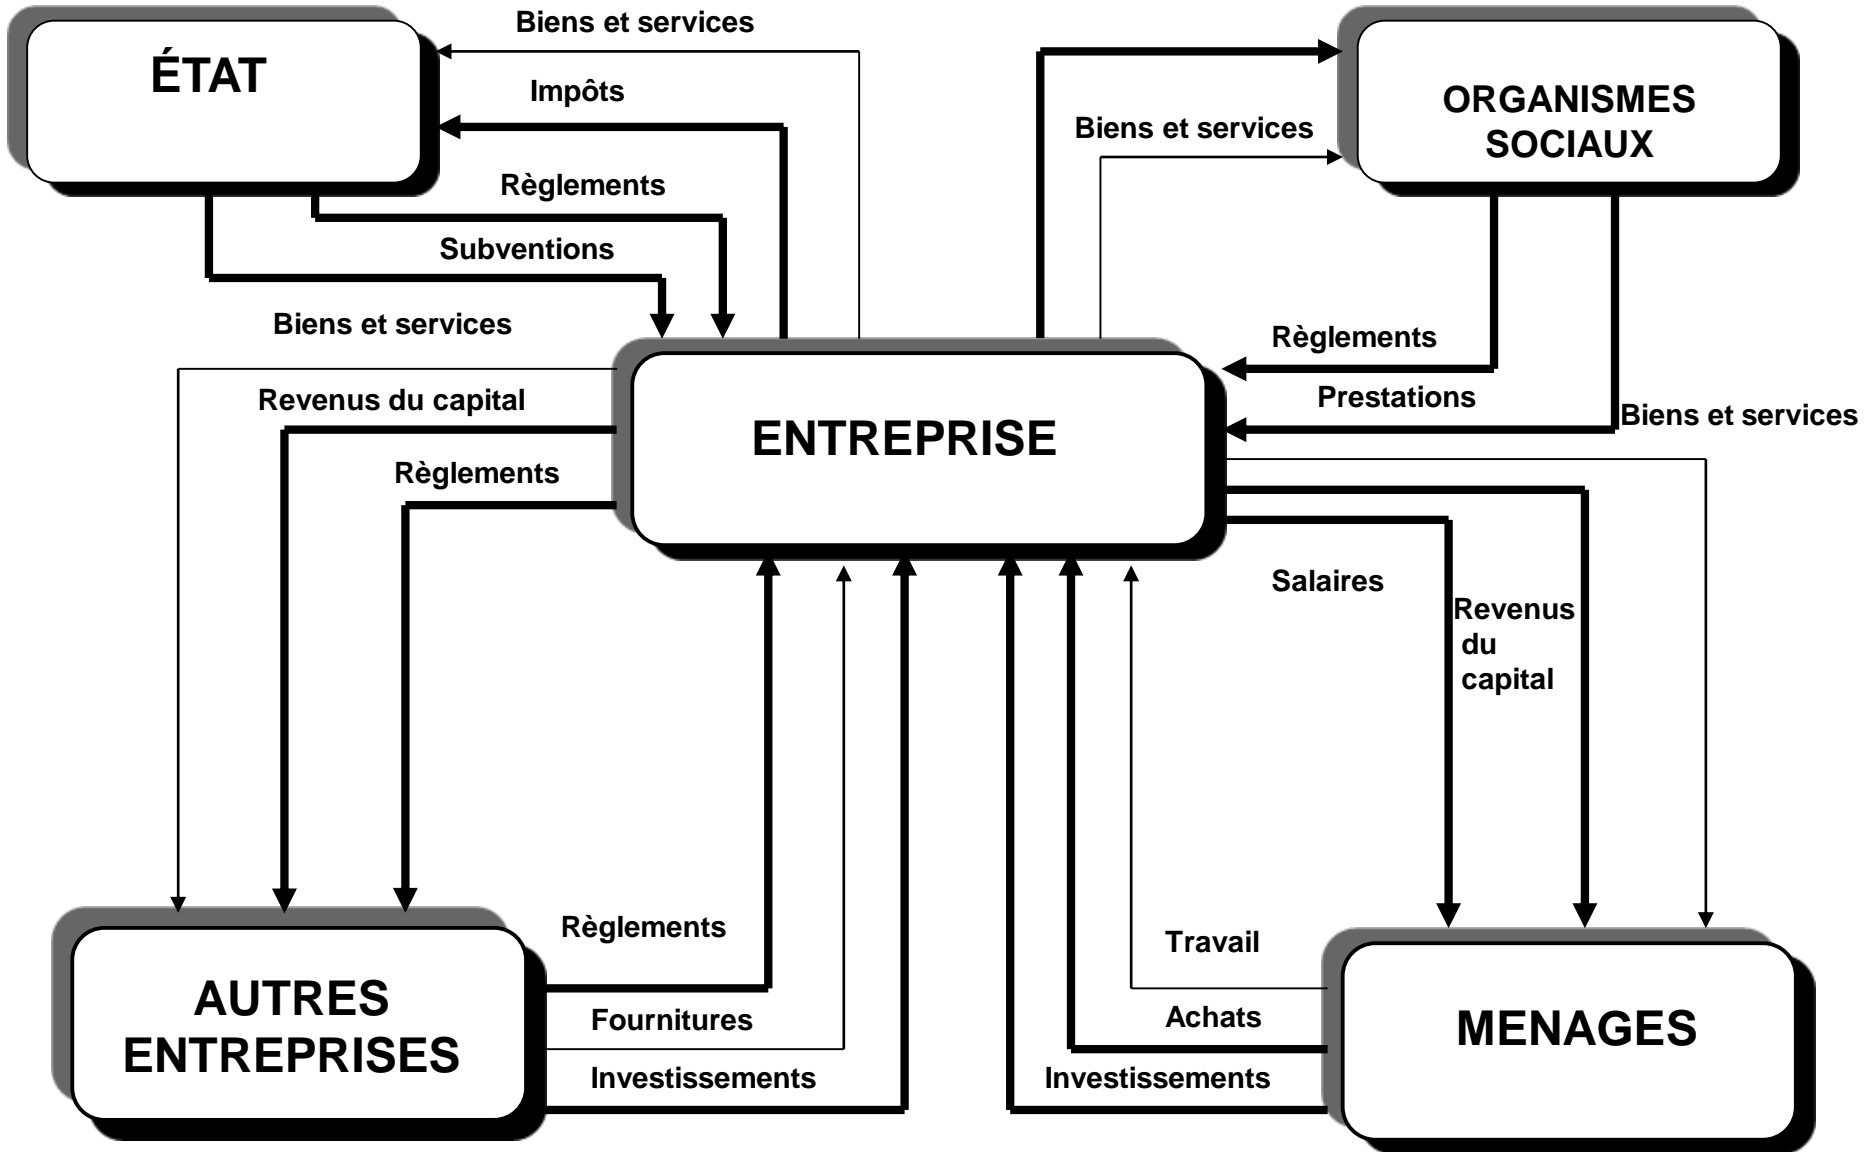 Biens et services
ÉTAT
Impôts
ORGANISMES
SOCIAUX
Biens et services
Règlements
Subventions
Biens et services
Règlements
Revenus du capital
Prestations
Biens et services
ENTREPRISE
Règlements
Salaires
Revenus
du
capital
Règlements
Travail
AUTRES
ENTREPRISES
Fournitures
Achats
MENAGES
Investissements
Investissements